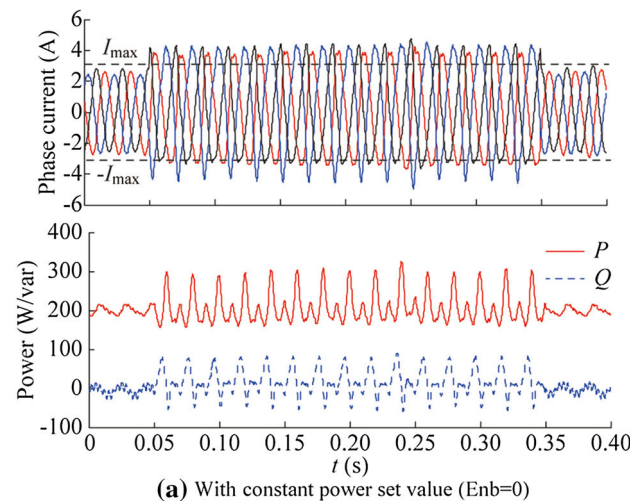 6
4
2
0
-2
-4
-6
Phase current (A)
Imax
-Imax
400
300
200
100
0
-100
Power (W/var)
P
Q
0 0.05 0.10 0.15 0.20 0.25 0.30 0.35 0.40
t (s)
(a) With constant power set value (Enb=0)